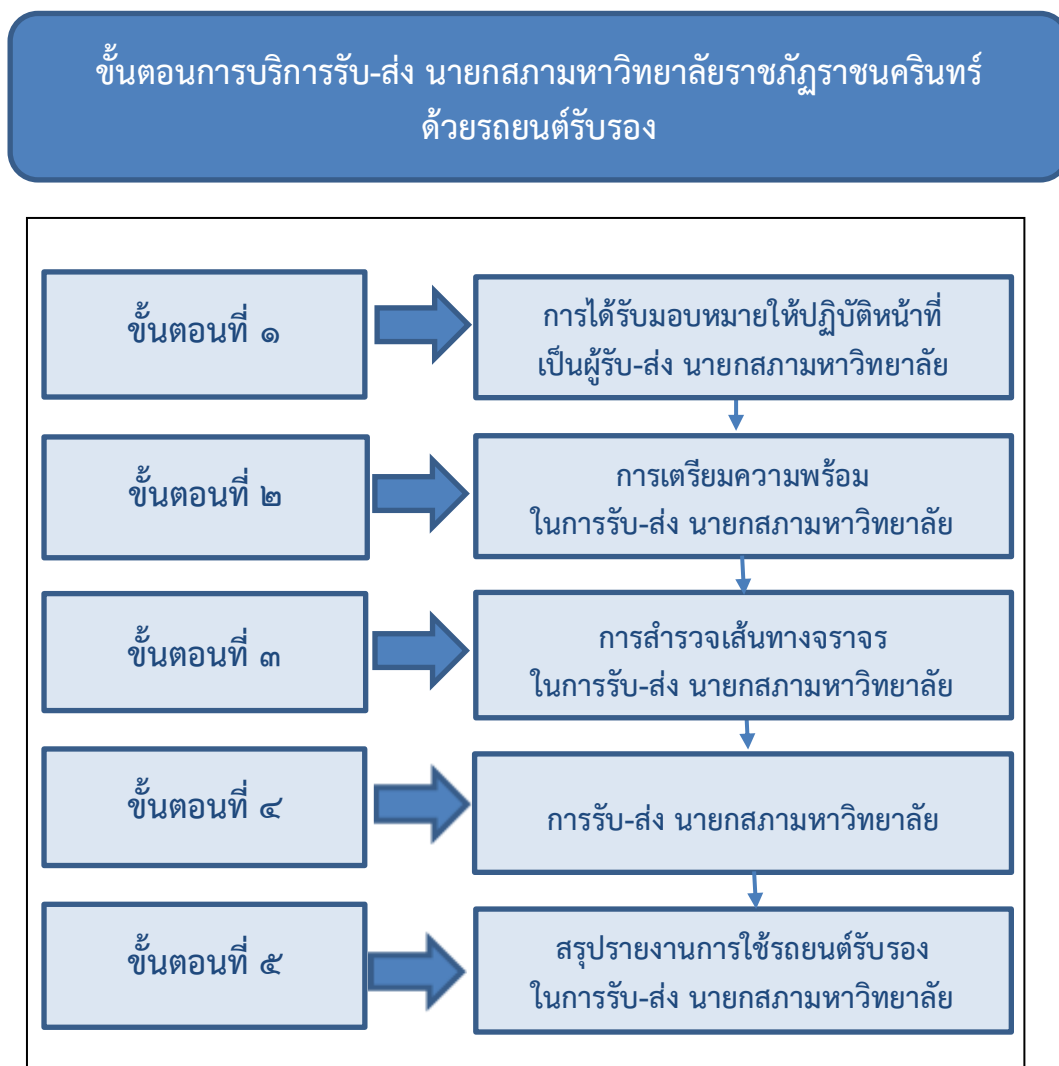 ขั้นตอนการบริการรับ-ส่ง นายกสภามหาวิทยาลัยราชภัฏราชนครินทร์
ด้วยรถยนต์รับรอง
ขั้นตอนที่ ๑
การได้รับมอบหมายให้ปฏิบัติหน้าที่
เป็นผู้รับ-ส่ง นายกสภามหาวิทยาลัย
ขั้นตอนที่ ๒
การเตรียมความพร้อม
ในการรับ-ส่ง นายกสภามหาวิทยาลัย
ขั้นตอนที่ ๓
การสำรวจเส้นทางจราจร
ในการรับ-ส่ง นายกสภามหาวิทยาลัย
ขั้นตอนที่ ๔
การรับ-ส่ง นายกสภามหาวิทยาลัย
ขั้นตอนที่ ๕
สรุปรายงานการใช้รถยนต์รับรอง
ในการรับ-ส่ง นายกสภามหาวิทยาลัย